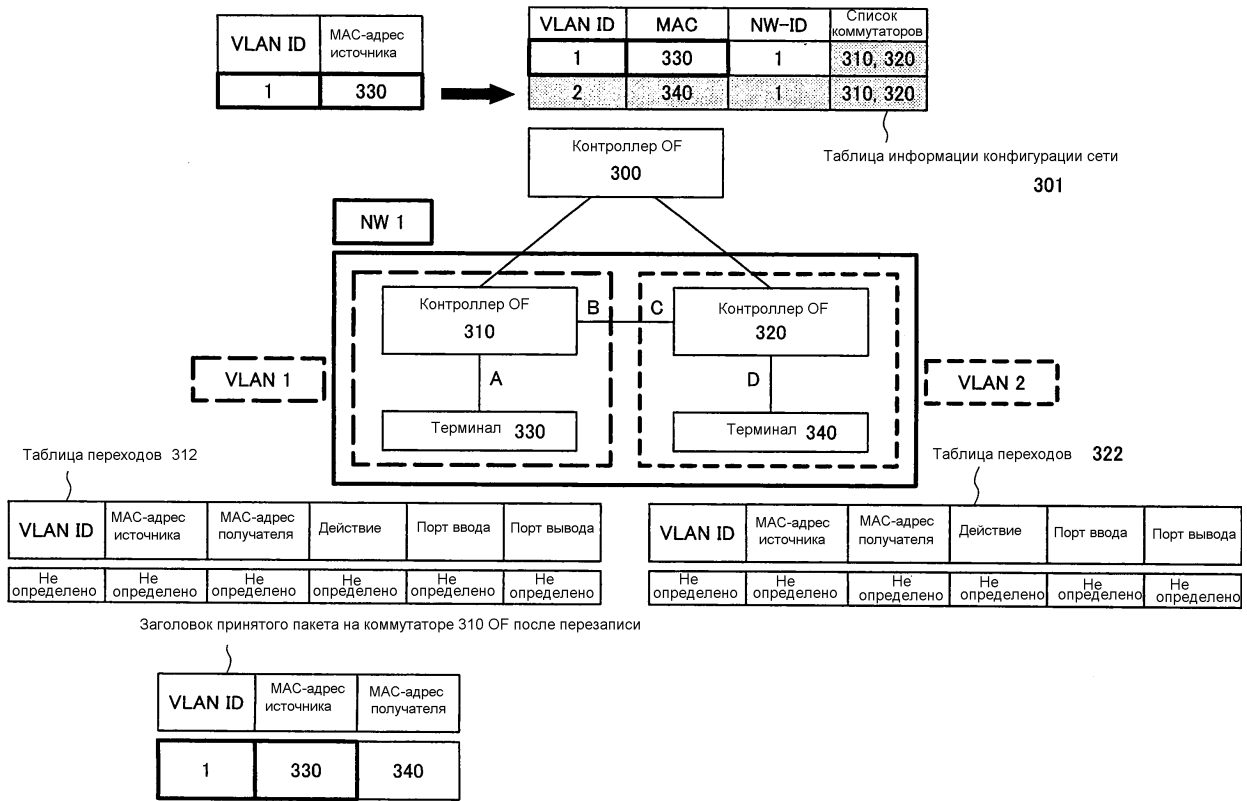 VLAN ID
MAC-адрес
источника
1
330
VLAN ID
MAC
NW-ID
Список
коммутаторов
1
330
1
310, 320
2
340
1
310, 320
Контроллер OF
300
Таблица информации конфигурации сети
301
NW 1
Контроллер OF
310
B
C
Контроллер OF
320
VLAN 1
A
D
VLAN 2
Терминал 330
Терминал 340
Таблица переходов 312
Таблица переходов 322
VLAN ID
MAC-адрес
источника
MAC-адрес
получателя
Действие
Порт ввода
Порт вывода
Не
определено
Не
определено
Не
определено
Не
определено
Не
определено
Не
определено
VLAN ID
MAC-адрес
источника
MAC-адрес
получателя
Действие
Порт ввода
Порт вывода
Не
определено
Не
определено
Не
определено
Не
определено
Не
определено
Не
определено
Заголовок принятого пакета на коммутаторе 310 OF после перезаписи
VLAN ID
MAC-адрес
источника
MAC-адрес
получателя
1
330
340